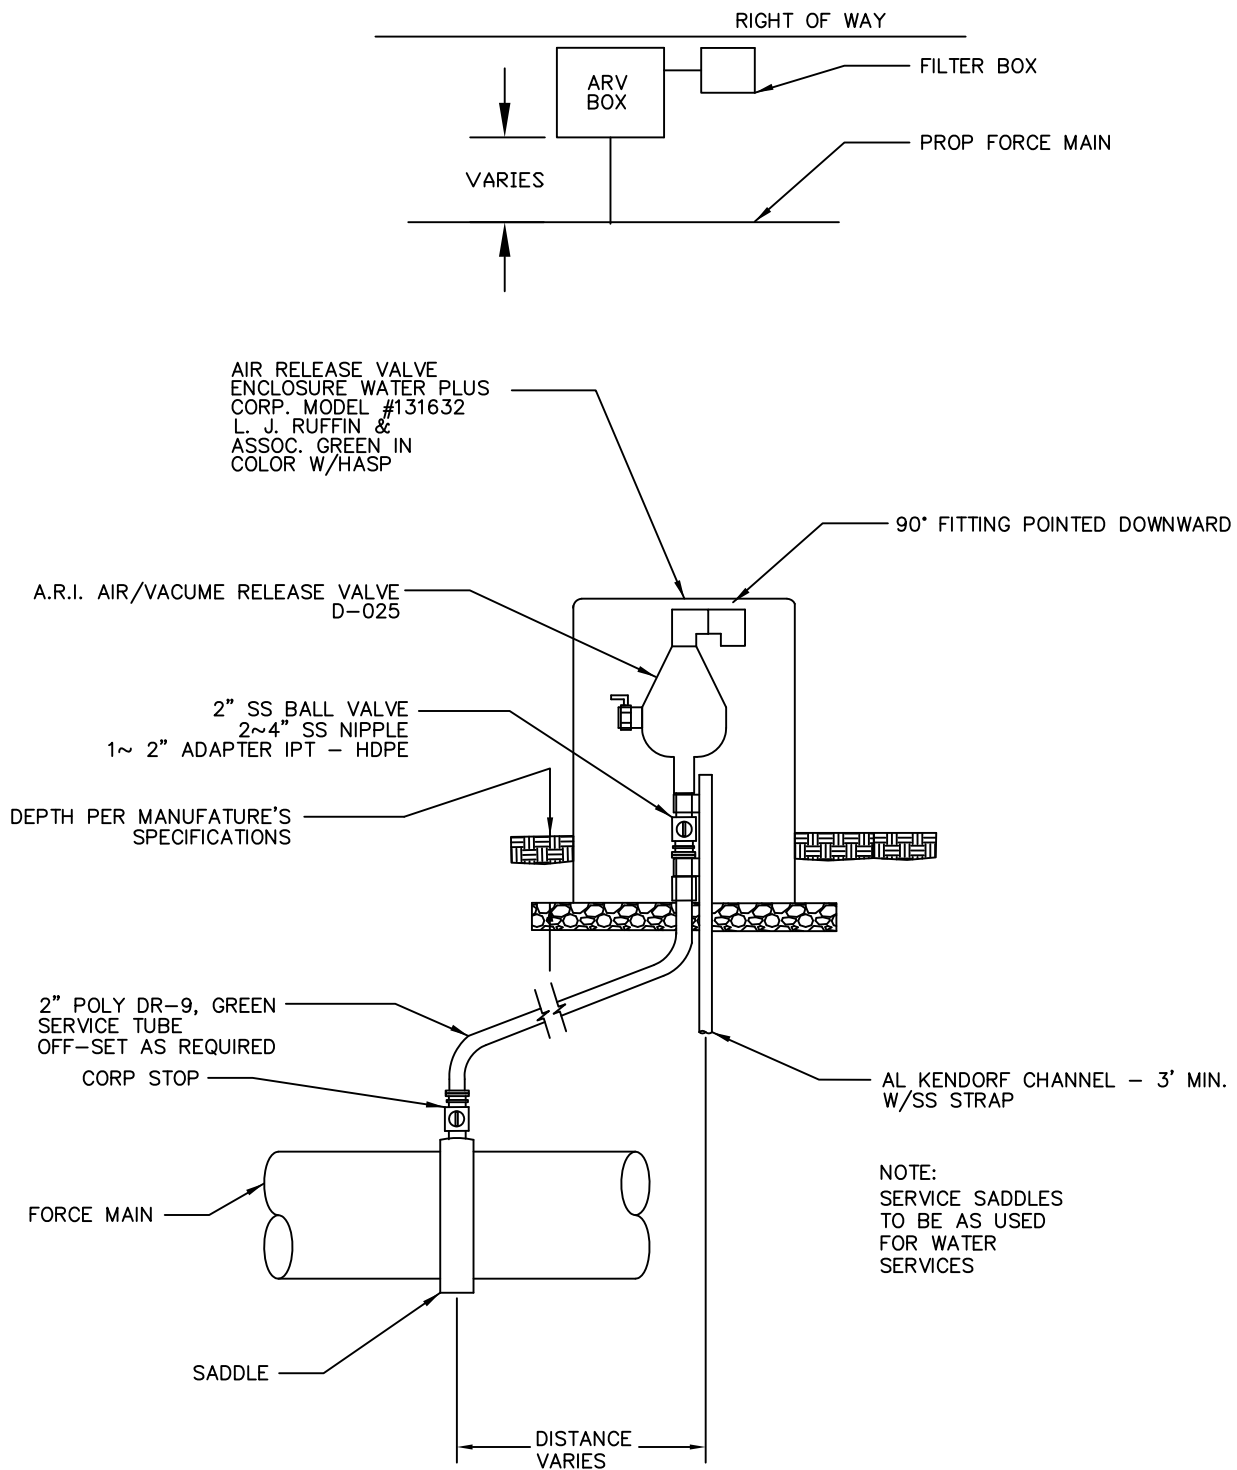 RIGHT OF WAY
ARV
BOX
FILTER BOX
PROP FORCE MAIN
VARIES
AIR RELEASE VALVE
ENCLOSURE WATER PLUS
CORP. MODEL #131632
L. J. RUFFIN &
ASSOC. GREEN IN
COLOR W/HASP
90° FITTING POINTED DOWNWARD
A.R.I. AIR/VACUME RELEASE VALVE
D-025
2" SS BALL VALVE
2~4" SS NIPPLE
1~ 2" ADAPTER IPT - HDPE
DEPTH PER MANUFATURE'S
SPECIFICATIONS
2" POLY DR-9, GREEN
SERVICE TUBE
OFF-SET AS REQUIRED
CORP STOP
AL KENDORF CHANNEL - 3' MIN.
W/SS STRAP
NOTE:
SERVICE SADDLES
TO BE AS USED
FOR WATER
SERVICES
FORCE MAIN
SADDLE
DISTANCE
VARIES